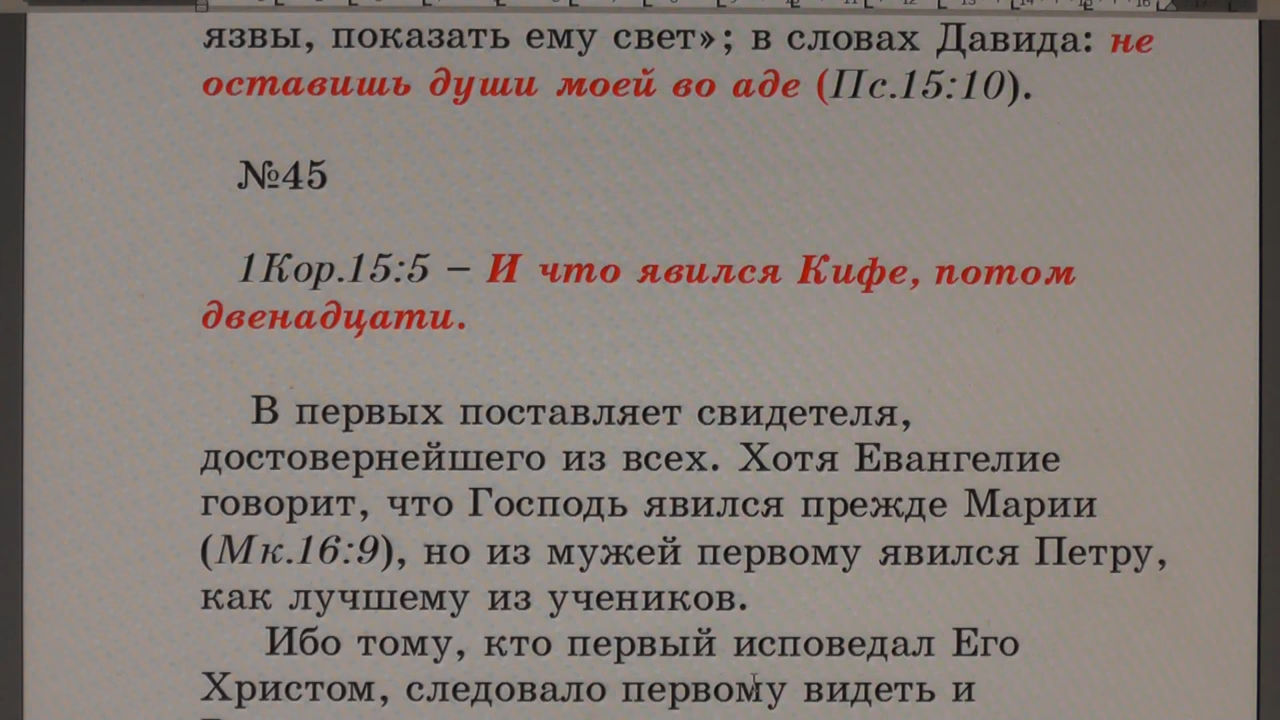 язвы, показать ему свет»; в словах Давида: не
оставишь души моей во аде (Пс.15:10).
№45
1Кор.15:5 – И что явился Кифе, потом
двенадцати.
В первых поставляет свидетеля,
достовернейшего из всех. Хотя Евангелие
говорит, что Господь явился прежде Марии
(Мк.16:9), но из мужей первому явился Петру,
как лучшему из учеников.
Ибо тому, кто первый исповедал Его
Христом, следовало первому видеть и